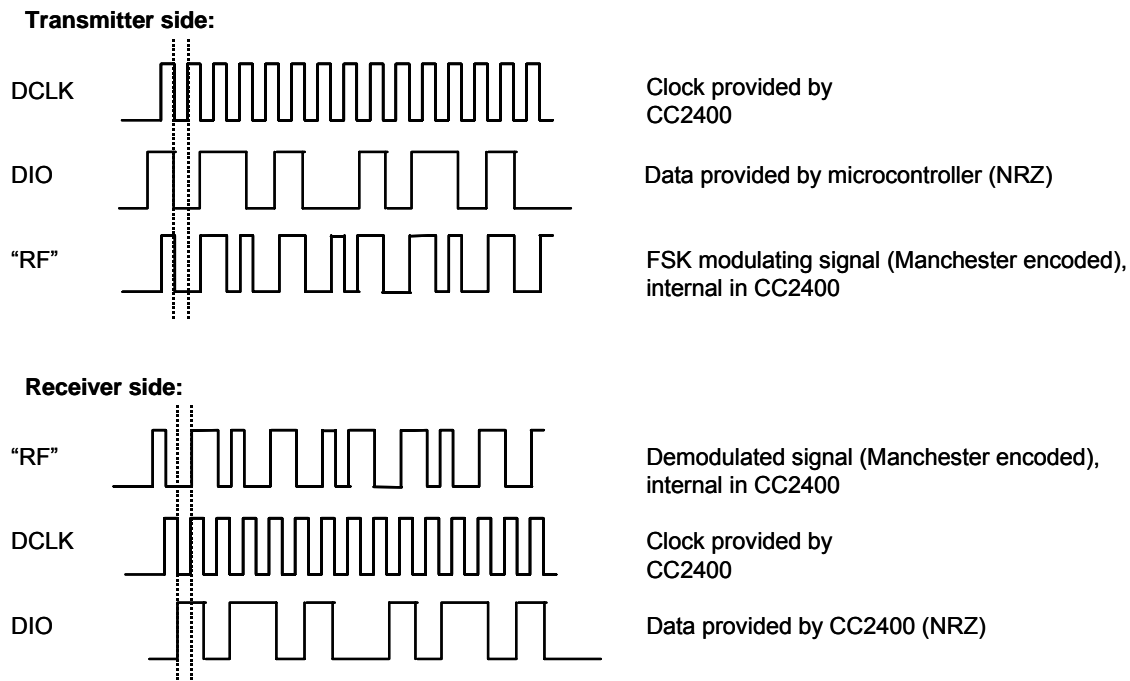 Transmitter side:
DCLK
Clock provided by
CC2400
DIO
Data provided by microcontroller (NRZ)
“RF”
FSK modulating signal (Manchester encoded),
internal in CC2400
Receiver side:
“RF”
Demodulated signal (Manchester encoded),
internal in CC2400
DCLK
Clock provided by
CC2400
DIO
Data provided by CC2400 (NRZ)